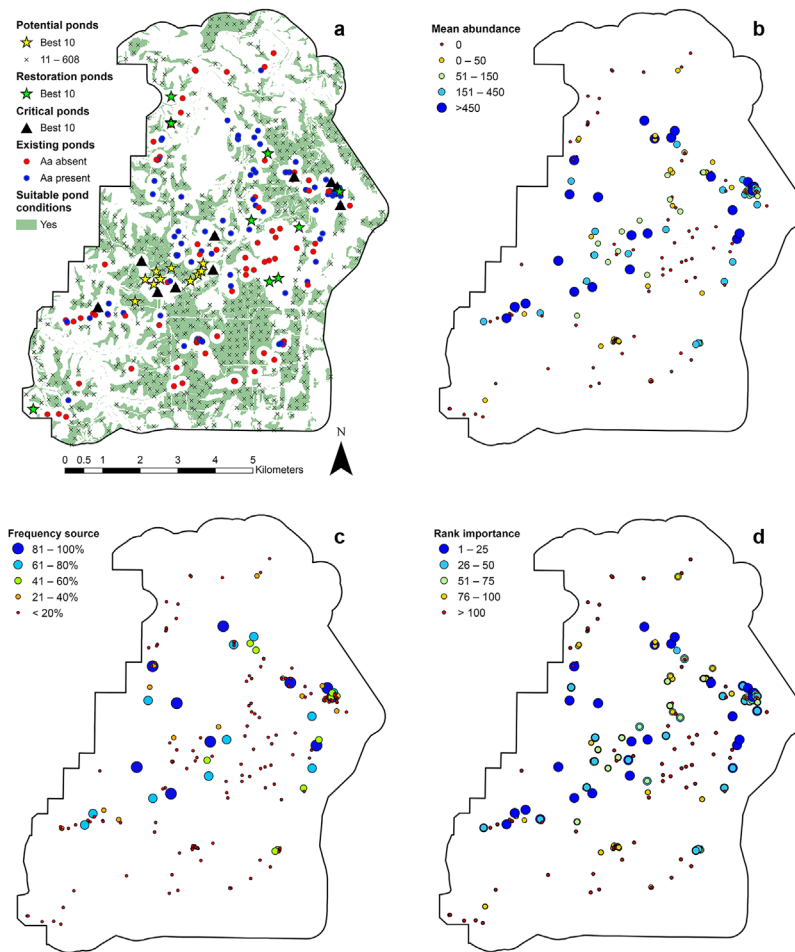 a
Potential ponds
Best 10
11 – 608
Restoration ponds
Best 10
Critical ponds
Best 10
Existing ponds
Aa absent
Aa present
Suitable pond
conditions
Yes
0 0.5 1 2 3 4 5
Kilometers
N
b
Mean abundance
0
0 – 50
51 – 150
151 – 450
>450
c
Frequency source
81 – 100%
61 – 80%
41 – 60%
21 – 40%
< 20%
d
Rank importance
1 – 25
26 – 50
51 – 75
76 – 100
> 100